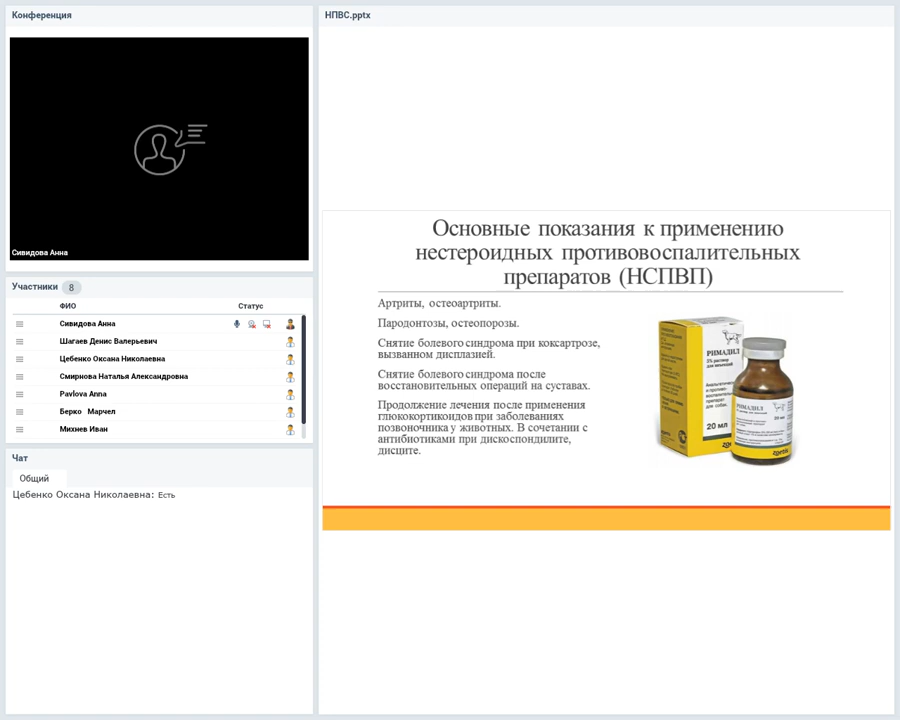 Конференция
Сивидова Анна
Участники 8
ФИО Статус
Сивидова Анна
Шагаев Денис Валерьевич
Цебенко Оксана Николаевна
Смирнова Наталья Александровна
Pavlova Anna
Берко Марчел
Михнев Иван
Чат
Общий
Цебенко Оксана Николаевна: Есть
НПВС.pptx
Основные показания к применению
нестероидных противовоспалительных
препаратов (НСПВП)
Артриты, остеоартриты.
Пародонтозы, остеопорозы.
Снятие болевого синдрома при коксартрозе,
вызванном дисплазией.
Снятие болевого синдрома после
восстановительных операций на суставах.
Продолжение лечения после применения
глюкокортикоидов при заболеваниях
позвоночника у животных. В сочетании с
антибиотиками при дискоспондилите,
дисците.
РИМАДИЛ
20 мл
zoetis
РИМАДИЛ
20 мл
zoetis